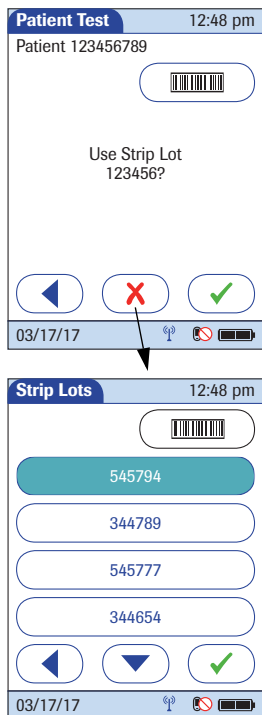 Patient Test 12:48 pm
Patient 123456789
Use Strip Lot
123456?
03/17/17
Strip Lots 12:48 pm
545794
344789
545777
344654
03/17/17